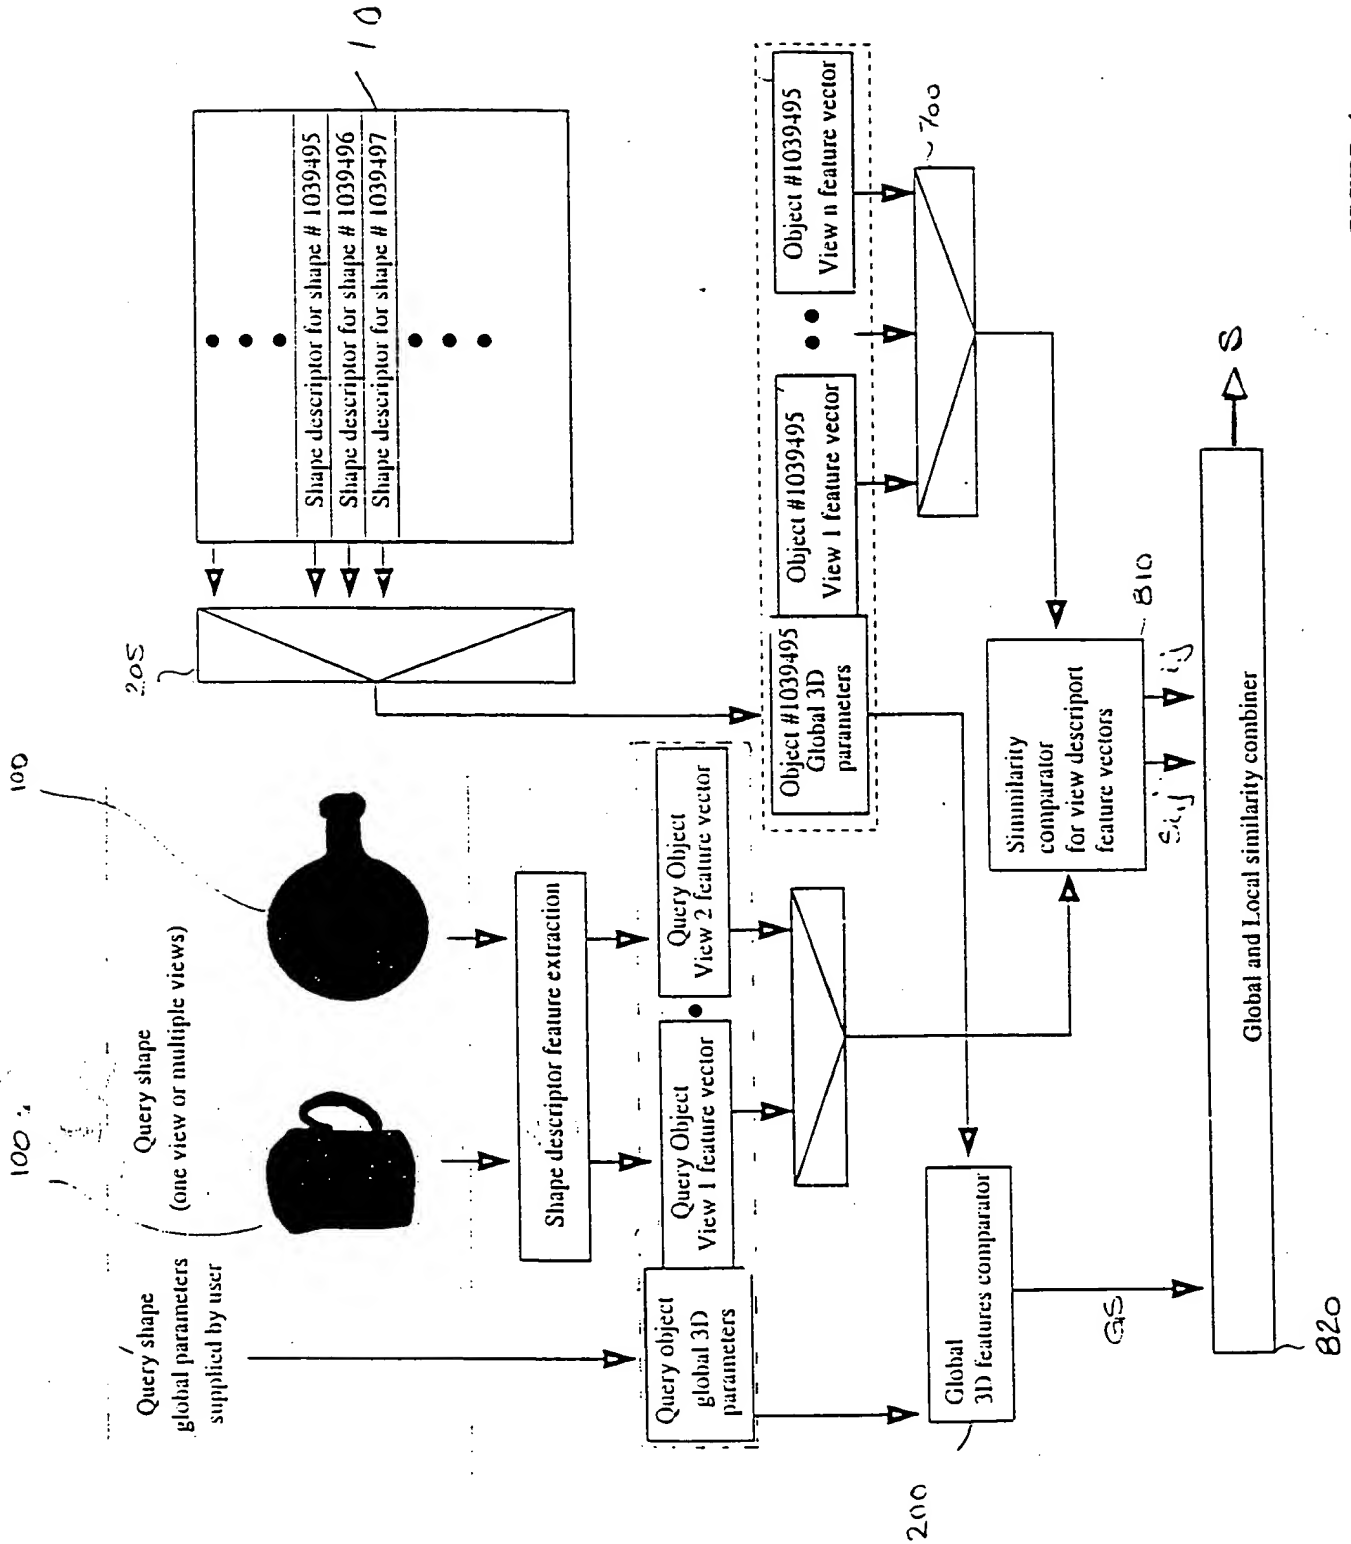 100
100
Query shape
global parameters
supplied by user
Query shape
(one view or multiple views)
205
10
Shape descriptor for shape # 1039495
Shape descriptor for shape # 1039496
Shape descriptor for shape # 1039497
Shape descriptor feature extraction
Query object
global 3D
parameters
Query Object
View 1 feature vector
Query Object
View 2 feature vector
Object #1039495
Global 3D
parameters
Object #1039495
View 1 feature vector
Object #1039495
View n feature vector
700
200
Global
3D features comparator
Simmilarity
comparator
for view descriport
feature vectors
810
GS
Si,j
i,j
Global and Local similarity combiner
820
S